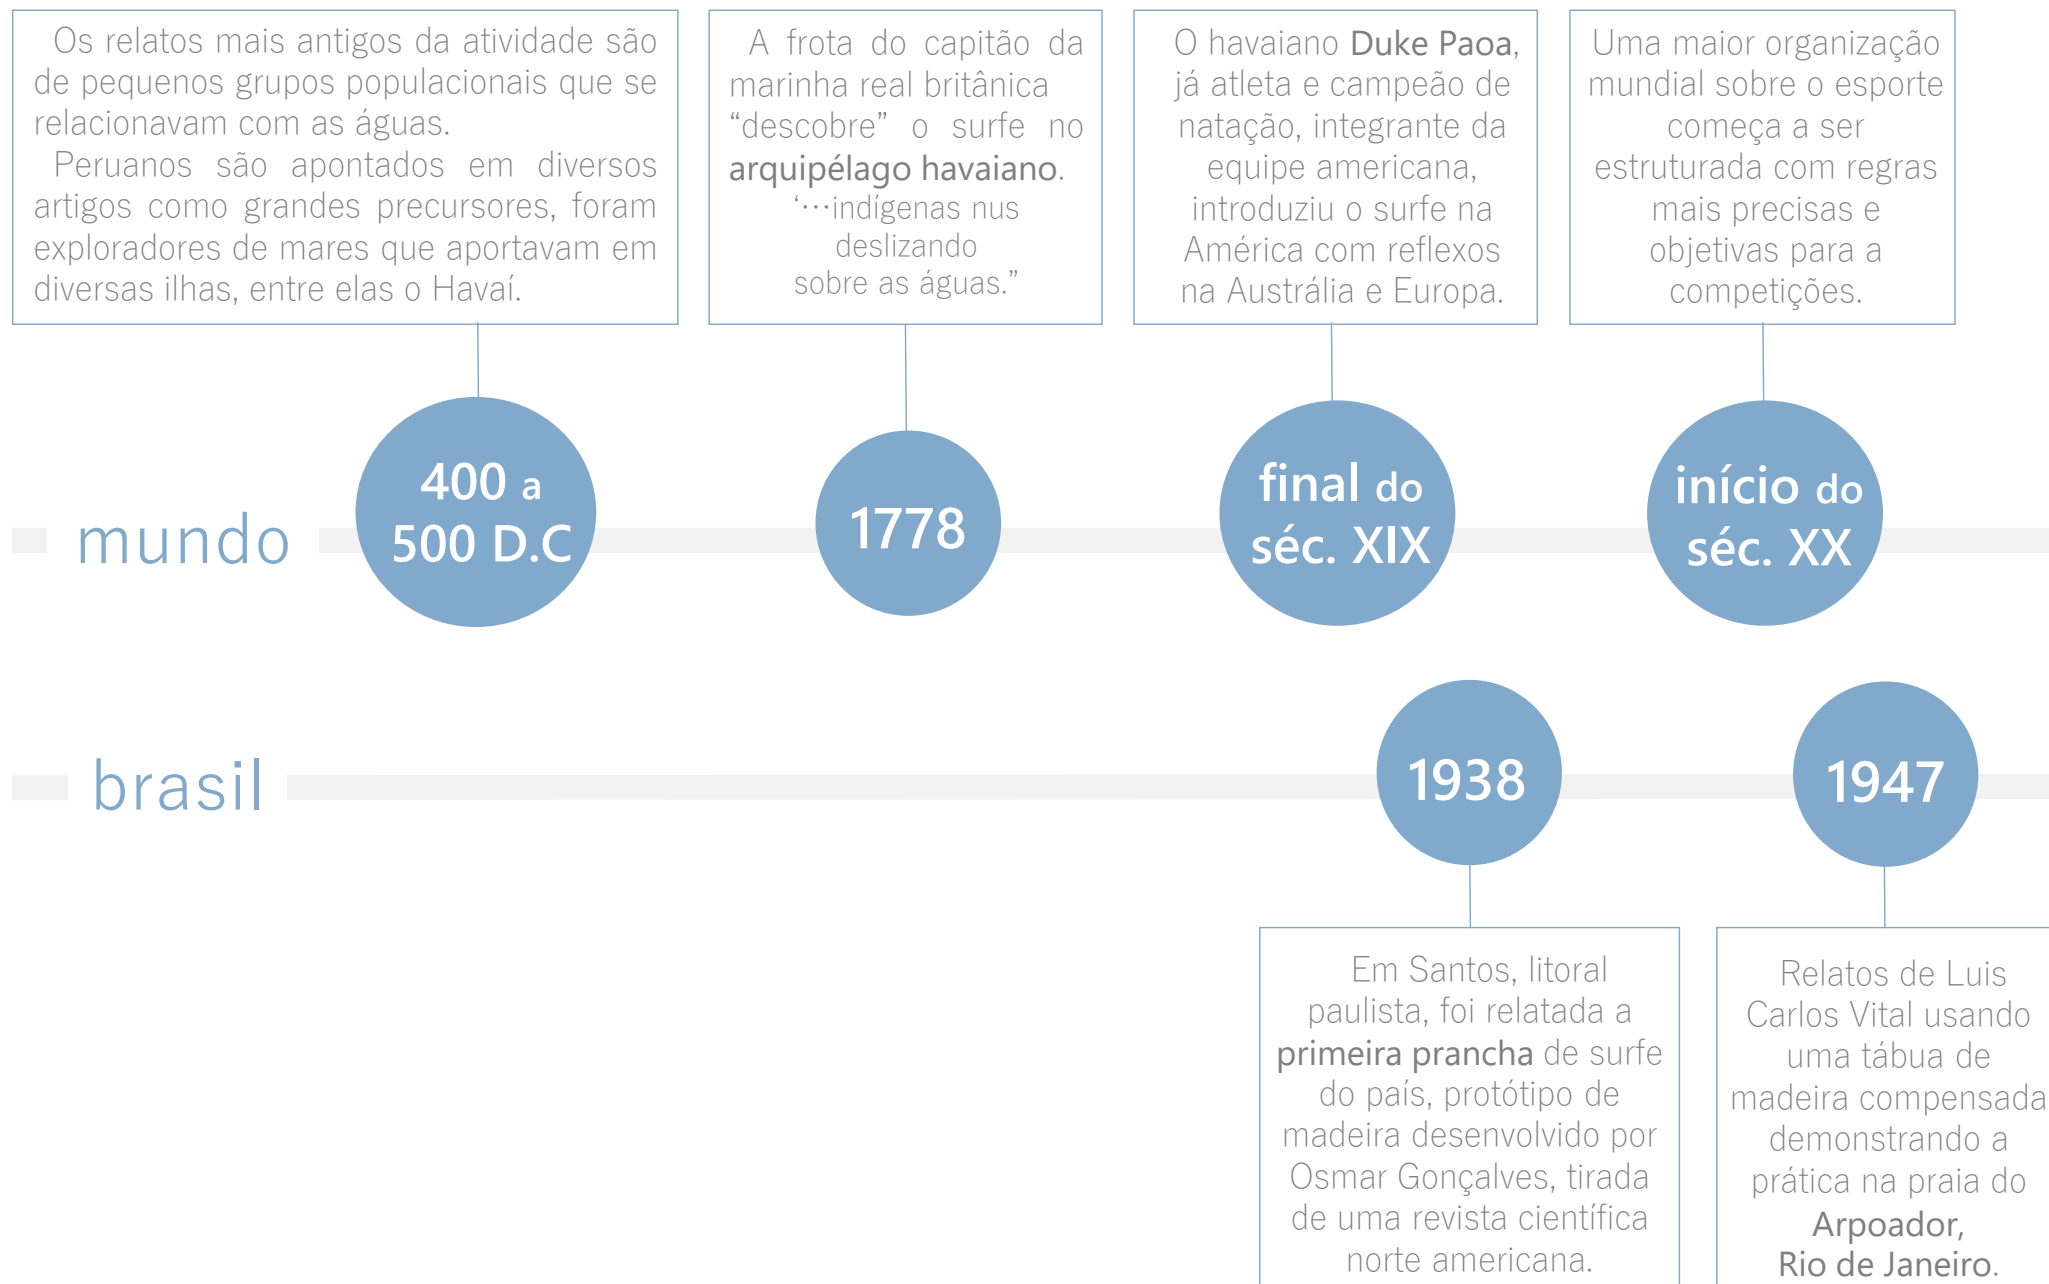 Os relatos mais antigos da atividade são
de pequenos grupos populacionais que se
relacionavam com as águas.
Peruanos são apontados em diversos
artigos como grandes precursores, foram
exploradores de mares que aportavam em
diversas ilhas, entre elas o Havaí.
A frota do capitão da
marinha real britânica
“descobre” o surfe no
arquipélago havaiano.
‘…indígenas nus
deslizando
sobre as águas.”
O havaiano Duke Paoa,
já atleta e campeão de
natação, integrante da
equipe americana,
introduziu o surfe na
América com reflexos
na Austrália e Europa.
Uma maior organização
mundial sobre o esporte
começa a ser
estruturada com regras
mais precisas e
objetivas para a
competições.
mundo
400 a
500 D.C
1778
final do
séc. XIX
início do
séc. XX
brasil
1938
1947
Em Santos, litoral
paulista, foi relatada a
primeira prancha de surfe
do país, protótipo de
madeira desenvolvido por
Osmar Gonçalves, tirada
de uma revista científica
norte americana.
Relatos de Luis
Carlos Vital usando
uma tábua de
madeira compensada
demonstrando a
prática na praia do
Arpoador,
Rio de Janeiro.